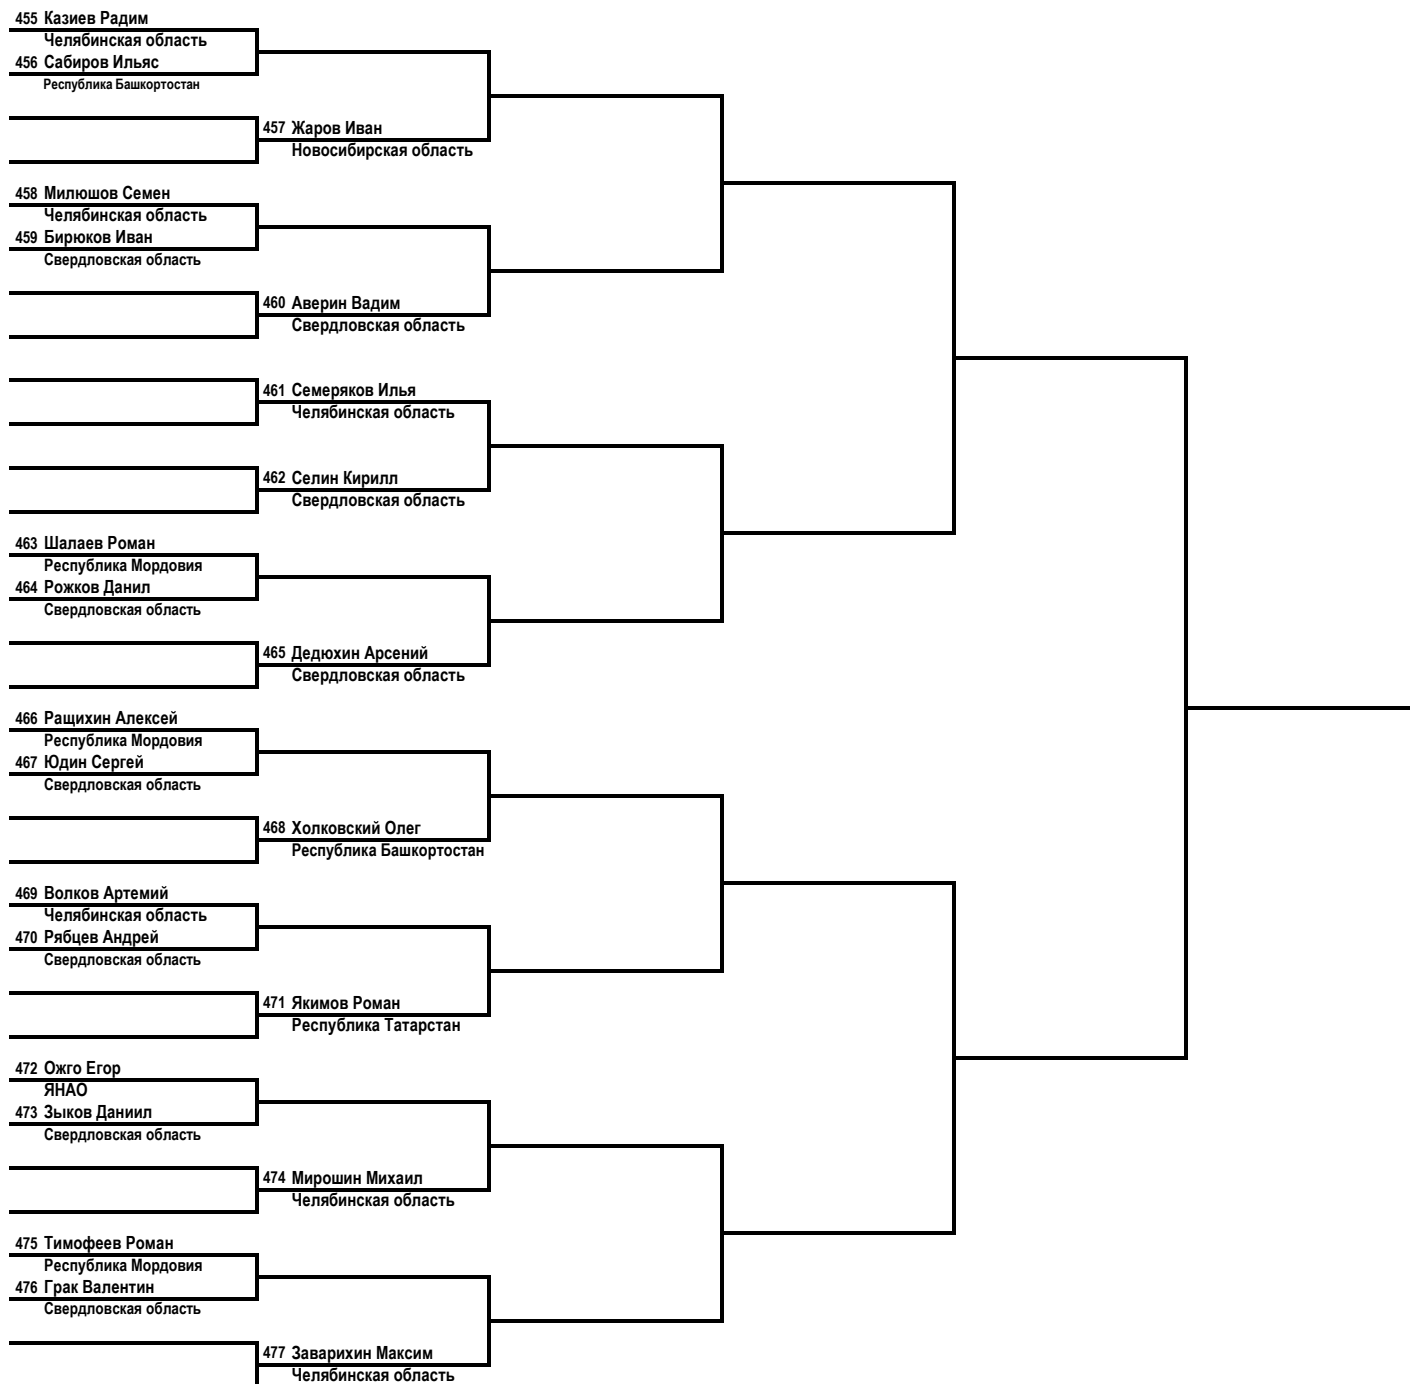 455 Казиев Радим
Челябинская область
456 Сабиров Ильяс
Республика Башкортостан
457 Жаров Иван
Новосибирская область
458 Милюшов Семен
Челябинская область
459 Бирюков Иван
Свердловская область
460 Аверин Вадим
Свердловская область
461 Семеряков Илья
Челябинская область
462 Селин Кирилл
Свердловская область
463 Шалаев Роман
Республика Мордовия
464 Рожков Данил
Свердловская область
465 Дедюхин Арсений
Свердловская область
466 Ращихин Алексей
Республика Мордовия
467 Юдин Сергей
Свердловская область
468 Холковский Олег
Республика Башкортостан
469 Волков Артемий
Челябинская область
470 Рябцев Андрей
Свердловская область
471 Якимов Роман
Республика Татарстан
472 Ожго Егор
ЯНАО
473 Зыков Даниил
Свердловская область
474 Мирошин Михаил
Челябинская область
475 Тимофеев Роман
Республика Мордовия
476 Грак Валентин
Свердловская область
477 Заварихин Максим
Челябинская область